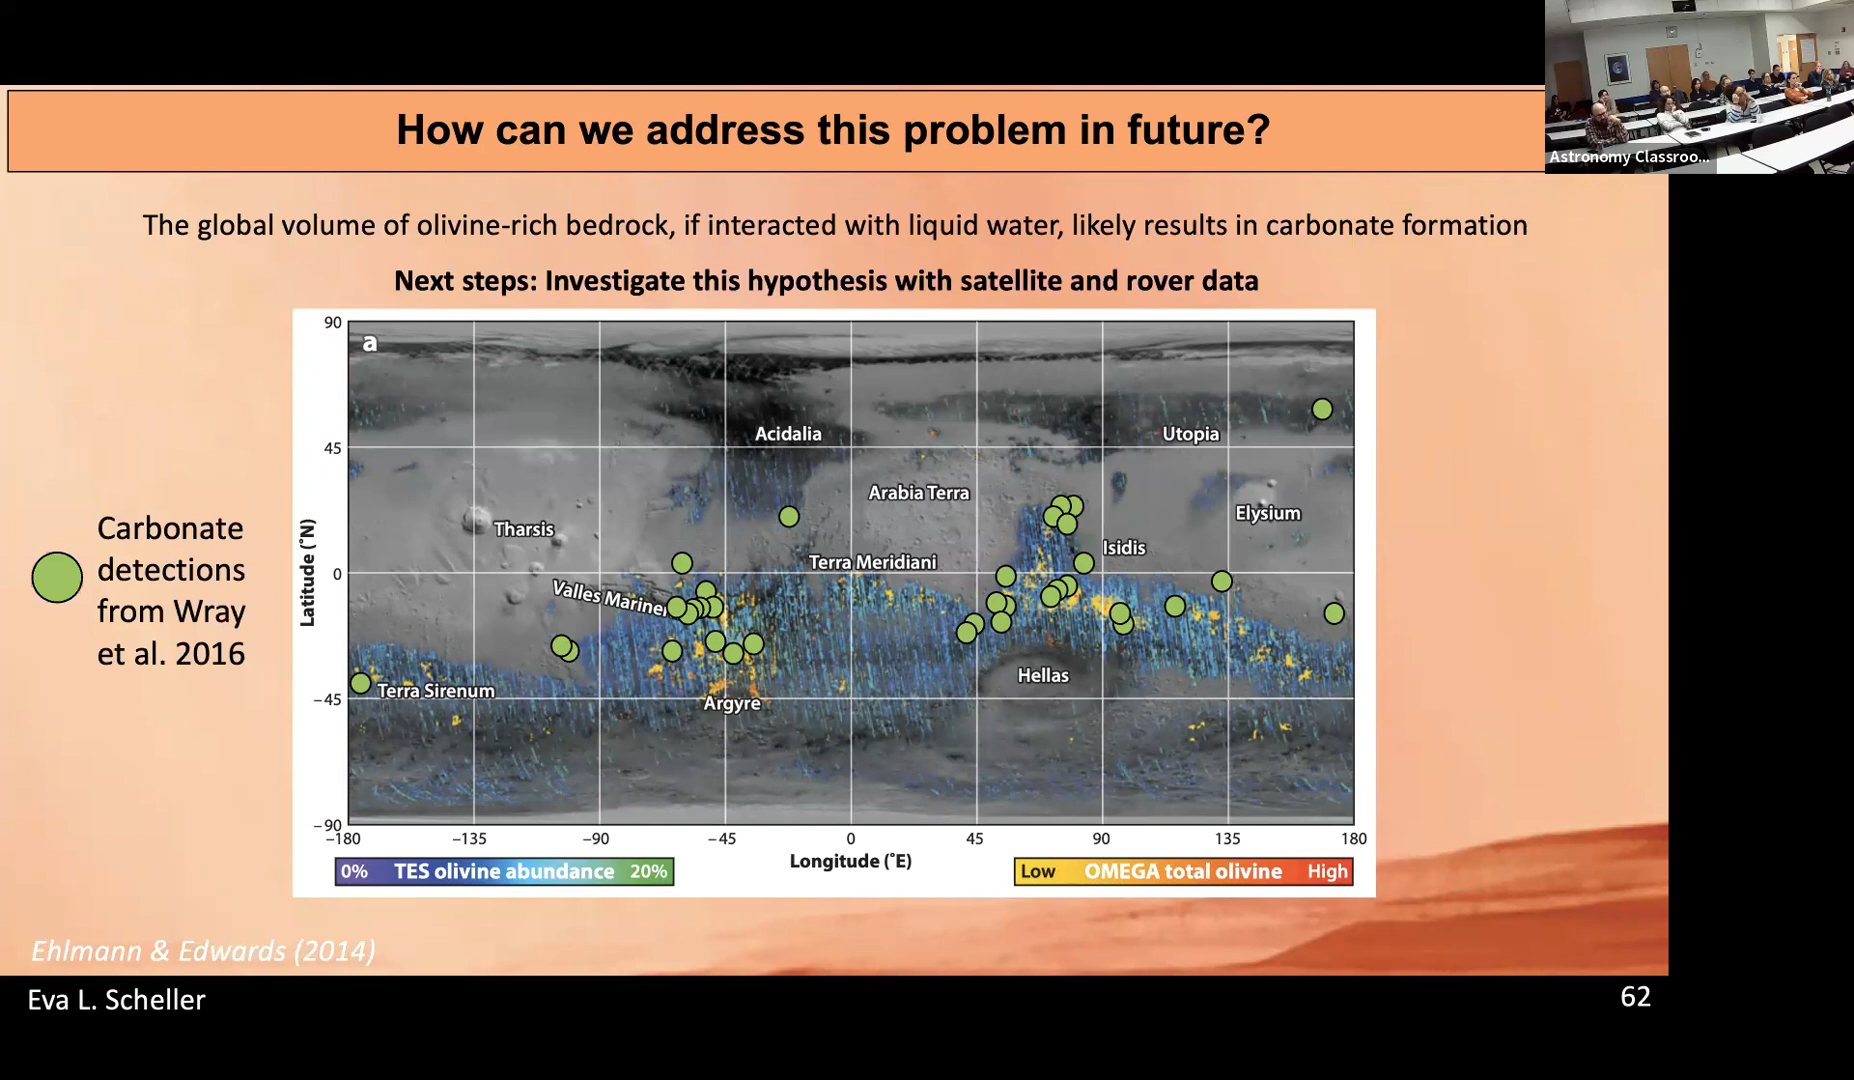 How can we address this problem in future?
Astronomy Classroo...
The global volume of olivine-rich bedrock, if interacted with liquid water, likely results in carbonate formation
Next steps: Investigate this hypothesis with satellite and rover data
Carbonate
detections
from Wray
et al. 2016
a
Latitude (°N)
90
45
0
−45
−90
Acidalia
Utopia
Arabia Terra
Elysium
Tharsis
Isidis
Terra Meridiani
Valles Mariner
Hellas
Terra Sirenum
Argyre
−180
−135
−90
−45
0
45
90
135
180
Longitude (°E)
0% TES olivine abundance 20%
Low OMEGA total olivine High
Ehlmann & Edwards (2014)
Eva L. Scheller
62